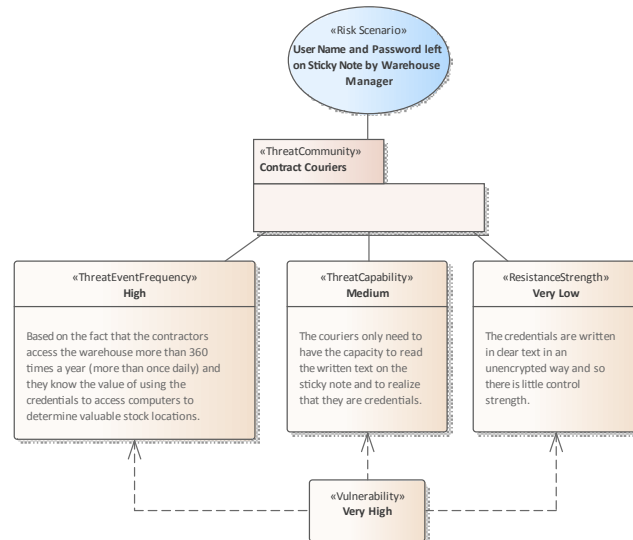 «Risk Scenario»
User Name and Password left
on Sticky Note by Warehouse
Manager
«ThreatCommunity»
Contract Couriers
«ThreatEventFrequency»
High
Based on the fact that the contractors
access the warehouse more than 360
times a year (more than once daily) and
they know the value of using the
credentials to access computers to
determine valuable stock locations.
«ThreatCapability»
Medium
The couriers only need to
have the capacity to read
the written text on the
sticky note and to realize
that they are credentials.
«ResistanceStrength»
Very Low
The credentials are written
in clear text in an
unencrypted way and so
there is little control
strength.
«Vulnerability»
Very High